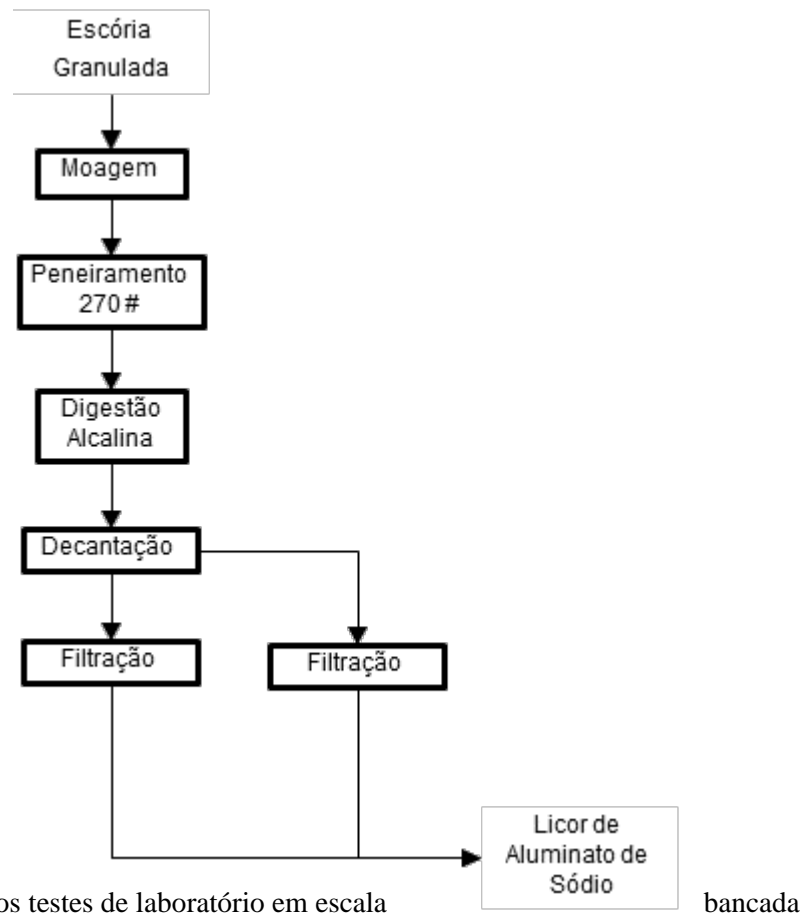 Escória
Granulada
Moagem
Peneiramento
270 #
Digestão
Alcalina
Decantação
Filtração
Filtração
Licor de
Aluminato de
Sódio
os testes de laboratório em escala bancada